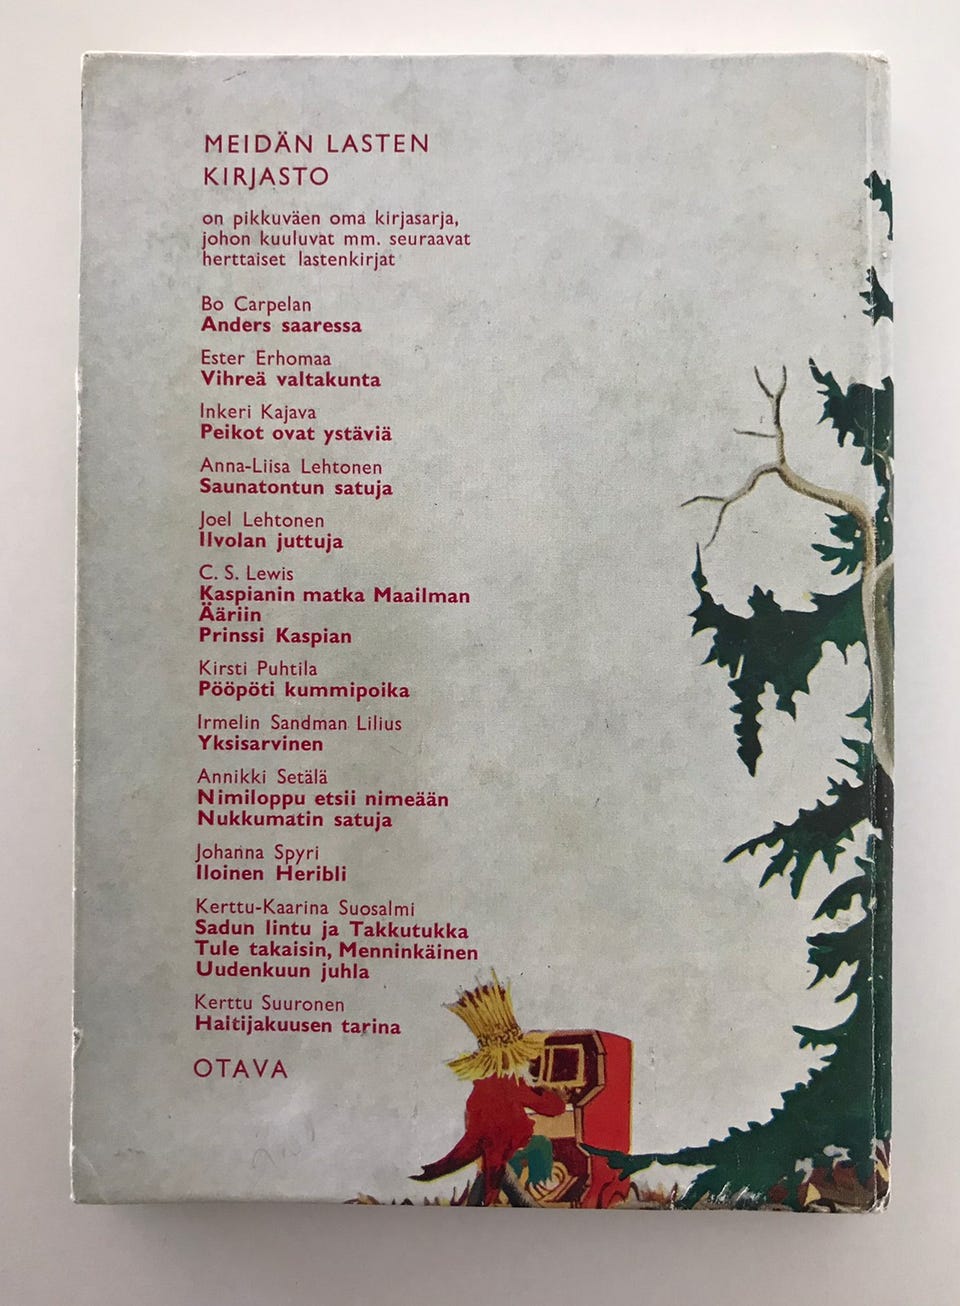 MEIDÄN LASTEN
KIRJASTO
on pikkuväen oma kirjasarja,
johon kuuluvat mm. seuraavat
herttaiset lastenkirjat
Bo Carpelan
Anders saaressa
Ester Erhomaa
Vihreä valtakunta
Inkeri Kajava
Peikot ovat ystäviä
Anna-Liisa Lehtonen
Saunatontun satuja
Joel Lehtonen
Ilvolan juttuja
C. S. Lewis
Kaspianin matka Maailman
Ääriin
Prinssi Kaspian
Kirsti Puhtila
Pööpöti kummipoika
Irmelin Sandman Lilius
Yksisarvinen
Annikki Setälä
Nimiloppu etsii nimeään
Nukkumatin satuja
Johanna Spyri
Iloinen Heribli
Kerttu-Kaarina Suosalmi
Sadun lintu ja Takkutukka
Tule takaisin, Menninkäinen
Uudenkuun juhla
Kerttu Suuronen
Haltijakuusen tarina
OTAVA